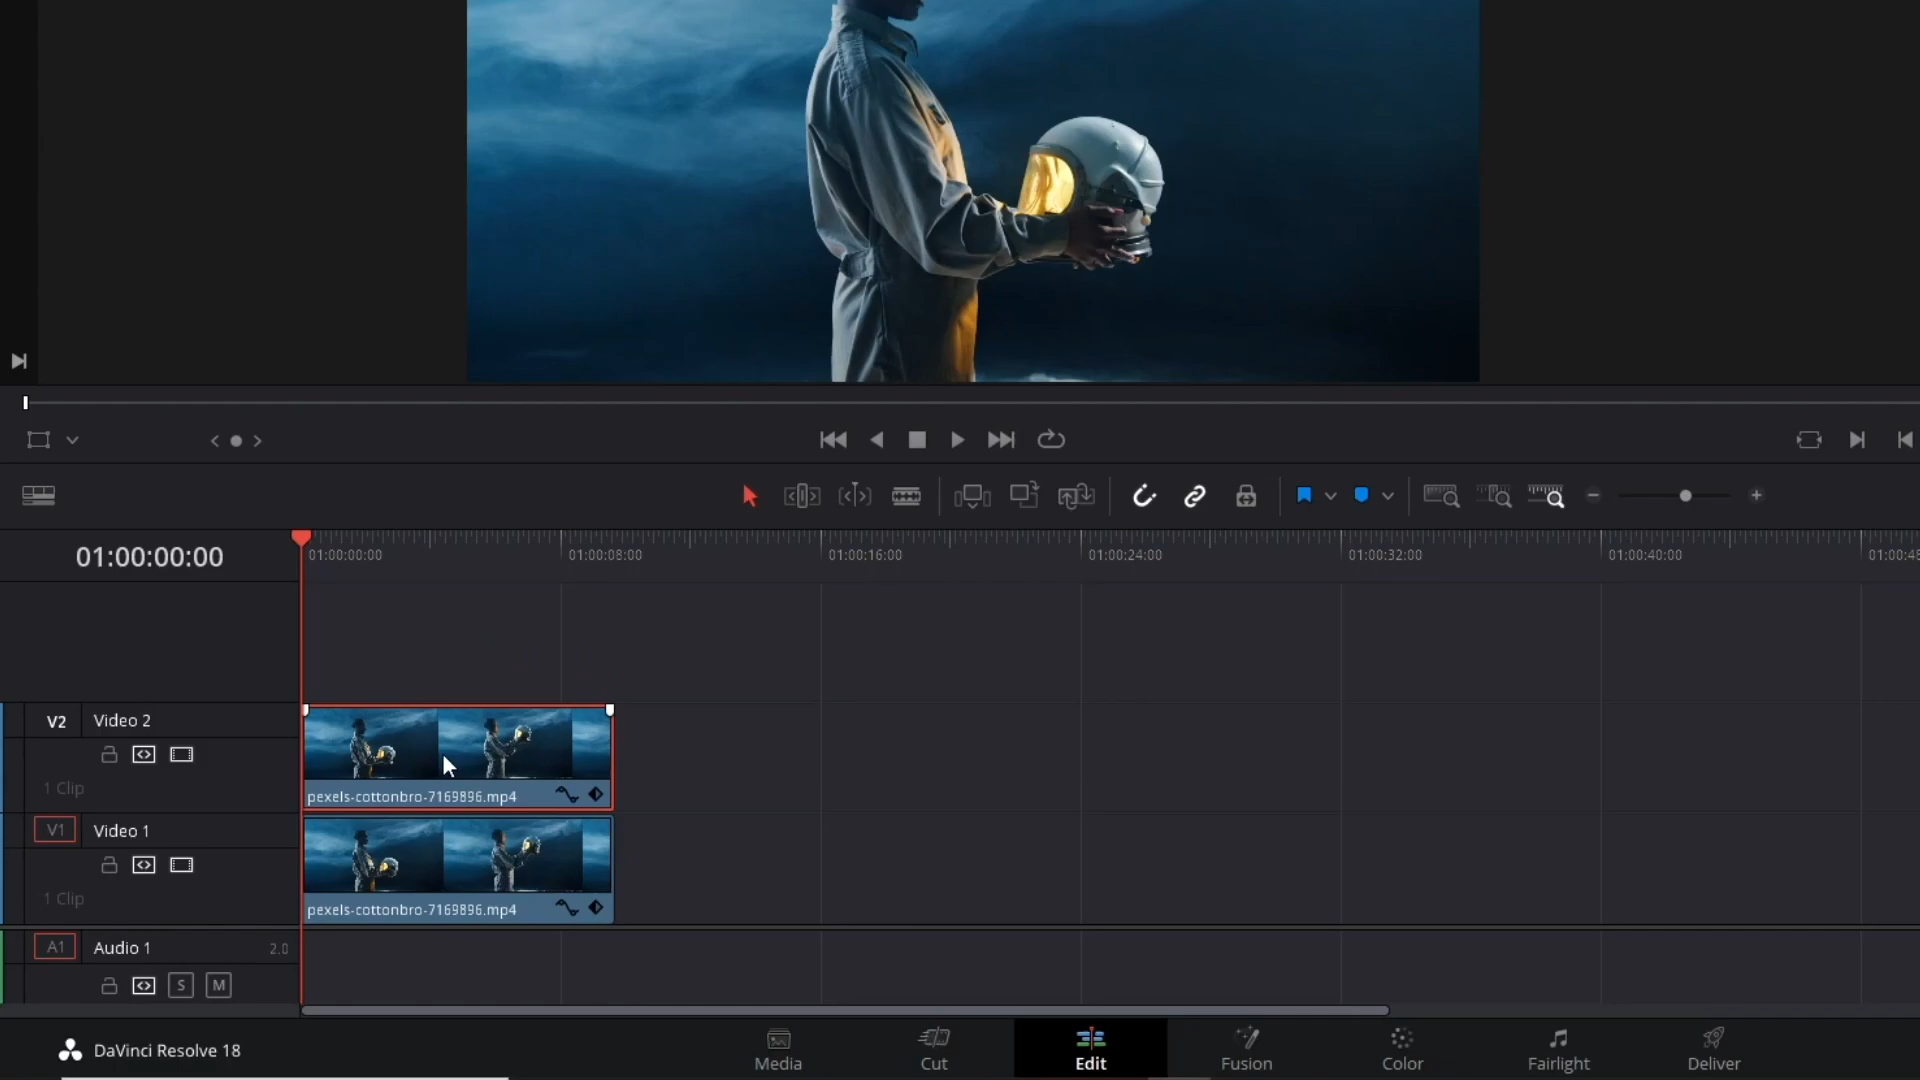 01:00:00:00
01:00:00:00
01:00:08:00
01:00:16:00
01:00:24:00
01:00:32:00
01:00:40:00
V2
Video 2
1 Clip
pexels-cottonbro-7169896.mp4
V1
Video 1
1 Clip
pexels-cottonbro-7169896.mp4
A1
Audio 1
2.0
S
M
DaVinci Resolve 18
Media
Cut
Edit
Fusion
Color
Fairlight
Deliver